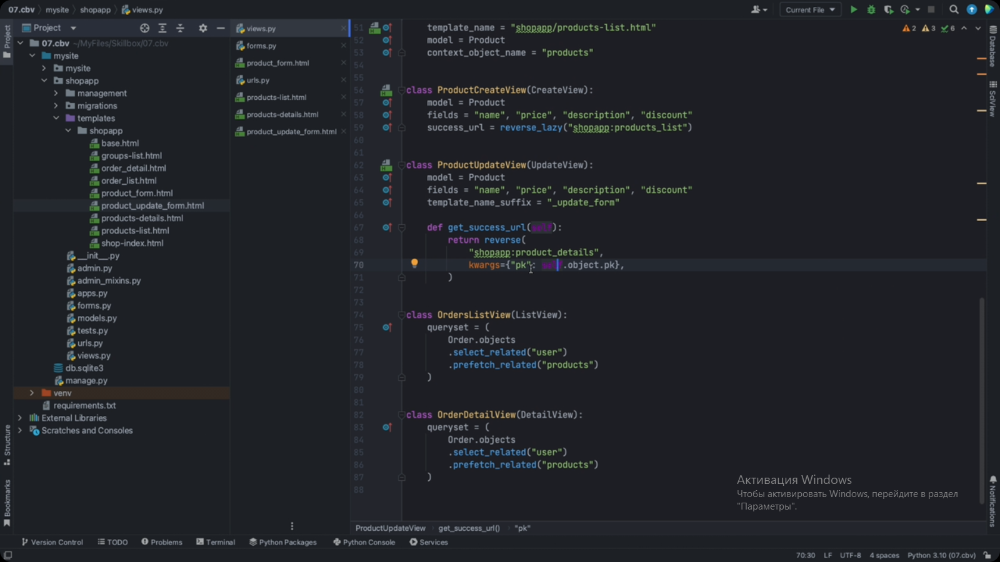 07.cbv mysite shopapp views.py
Current File
Project
07.cbv ~/MyFiles/Skillbox/07.cbv
mysite
mysite
shopapp
management
migrations
templates
shopapp
base.html
groups-list.html
order_detail.html
order_list.html
product_form.html
product_update_form.html
products-details.html
products-list.html
shop-index.html
__init__.py
admin.py
admin_mixins.py
apps.py
forms.py
models.py
tests.py
urls.py
views.py
db.sqlite3
manage.py
venv
requirements.txt
External Libraries
Scratches and Consoles
Project
Structure
Bookmarks
views.py
forms.py
product_form.html
urls.py
products-list.html
products-details.html
product_update_form.html
2 3 6
51 template_name = "shopapp/products-list.html"
52 model = Product
53 context_object_name = "products"
54
55
56 class ProductCreateView(CreateView):
57 model = Product
58 fields = "name", "price", "description", "discount"
59 success_url = reverse_lazy("shopapp:products_list")
60
61
62 class ProductUpdateView(UpdateView):
63 model = Product
64 fields = "name", "price", "description", "discount"
65 template_name_suffix = "_update_form"
66
67 def get_success_url(self):
68 return reverse(
69 "shopapp:product_details",
70 kwargs={"pk": self.object.pk},
71 )
72
73
74 class OrdersListView(ListView):
75 queryset = (
76 Order.objects
77 .select_related("user")
78 .prefetch_related("products")
79 )
80
81
82 class OrderDetailView(DetailView):
83 queryset = (
84 Order.objects
85 .select_related("user")
86 .prefetch_related("products")
87 )
88
Database
SciView
Notifications
Активация Windows
Чтобы активировать Windows, перейдите в раздел
"Параметры".
ProductUpdateView get_success_url() "pk"
Version Control TODO Problems Terminal Python Packages Python Console Services
70:30 LF UTF-8 4 spaces Python 3.10 (07.cbv)